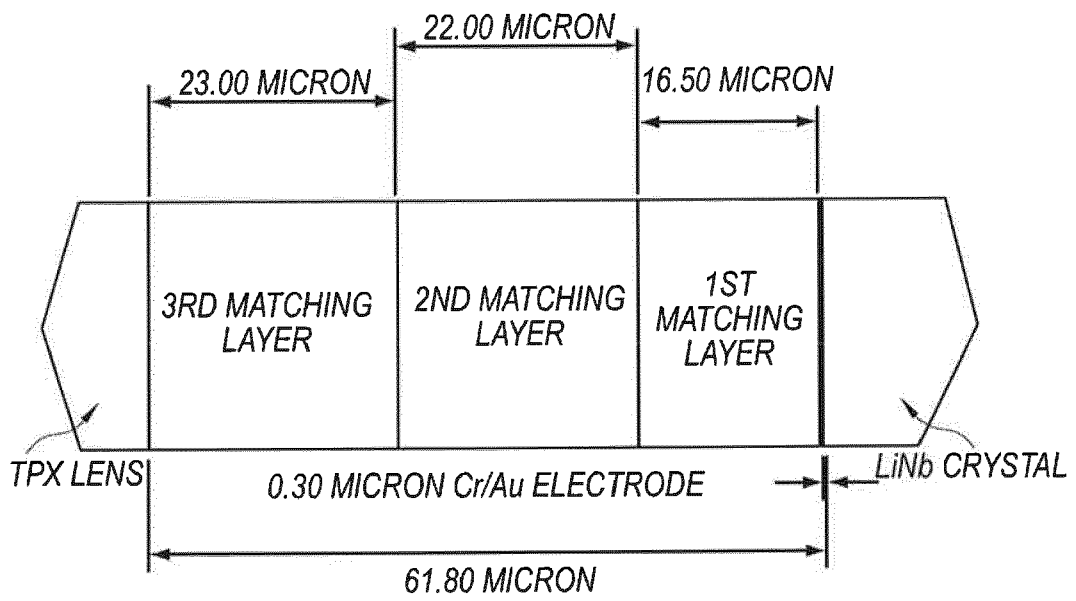 22.00 MICRON
23.00 MICRON
16.50 MICRON
3RD MATCHING
LAYER
2ND MATCHING
LAYER
1ST
MATCHING
LAYER
TPX LENS
0.30 MICRON Cr/Au ELECTRODE
LiNb CRYSTAL
61.80 MICRON